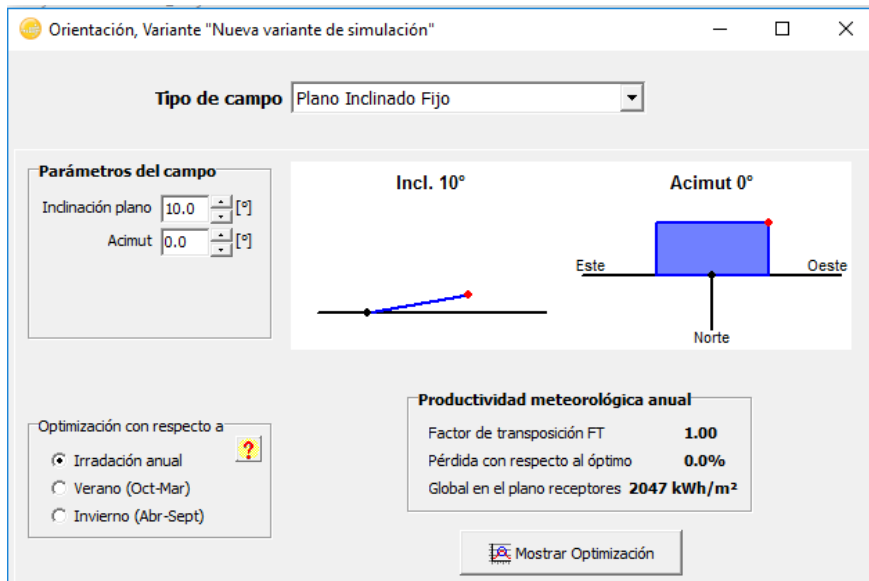 Orientación, Variante "Nueva variante de simulación"
Tipo de campo Plano Inclinado Fijo
Parámetros del campo
Inclinación plano 10.0 [º]
Acimut 0.0 [º]
Incl. 10°
Acimut 0°
Este
Oeste
Norte
Optimización con respecto a
?
Irradación anual
Verano (Oct-Mar)
Invierno (Abr-Sept)
Productividad meteorológica anual
Factor de transposición FT 1.00
Pérdida con respecto al óptimo 0.0%
Global en el plano receptores 2047 kWh/m²
Mostrar Optimización